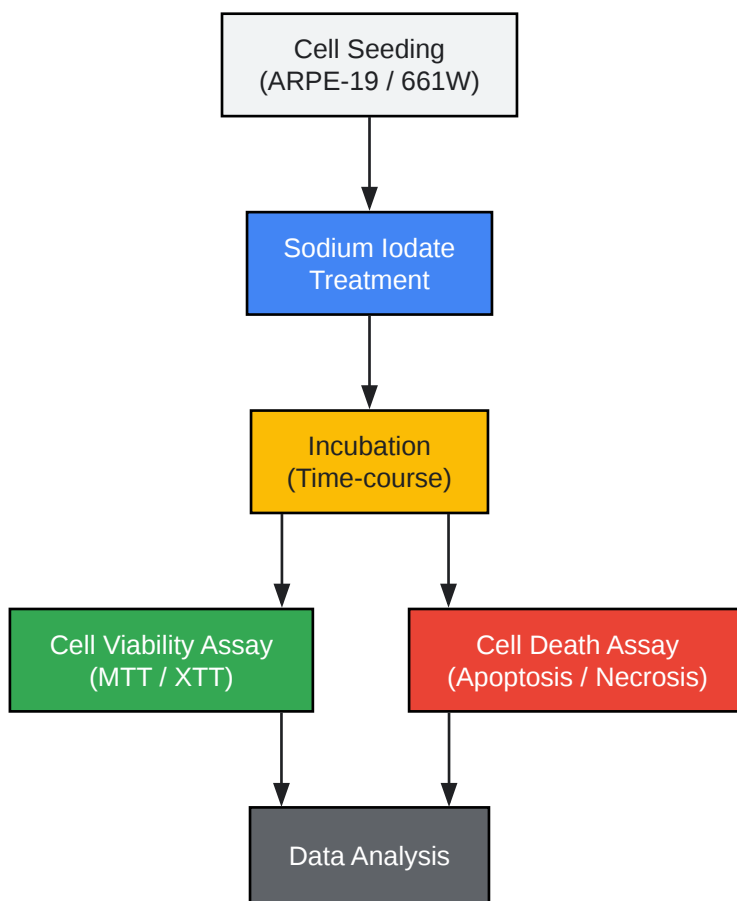 Cell Seeding
(ARPE-19 / 661W)
Sodium Iodate
Treatment
Incubation
(Time-course)
Cell Viability Assay
(MTT / XTT)
Cell Death Assay
(Apoptosis / Necrosis)
Data Analysis